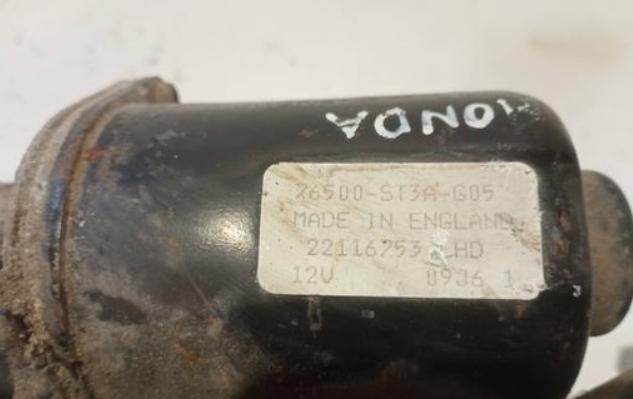 HONDA
76500-ST3A-G05
MADE IN ENGLAND
22116753 LHD
12V 0936 1